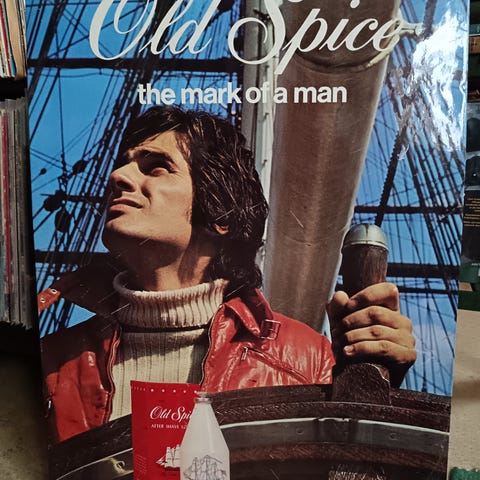 Old Spice
the mark of a man
Old Spice
AFTER SHAVE